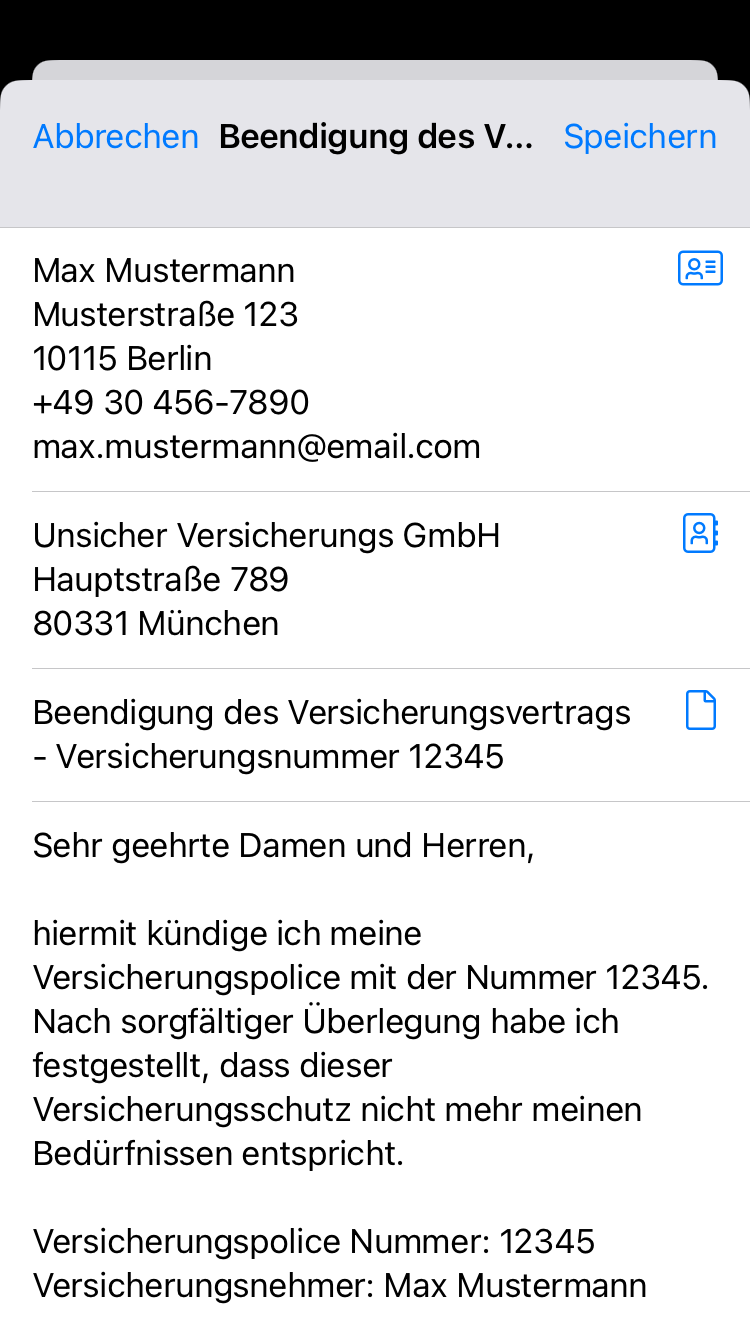 Abbrechen Beendigung des V... Speichern
Max Mustermann
Musterstraße 123
10115 Berlin
+49 30 456-7890
max.mustermann@email.com
Unsicher Versicherungs GmbH
Hauptstraße 789
80331 München
Beendigung des Versicherungsvertrags
- Versicherungsnummer 12345
Sehr geehrte Damen und Herren,
hiermit kündige ich meine
Versicherungspolice mit der Nummer 12345.
Nach sorgfältiger Überlegung habe ich
festgestellt, dass dieser
Versicherungsschutz nicht mehr meinen
Bedürfnissen entspricht.
Versicherungspolice Nummer: 12345
Versicherungsnehmer: Max Mustermann